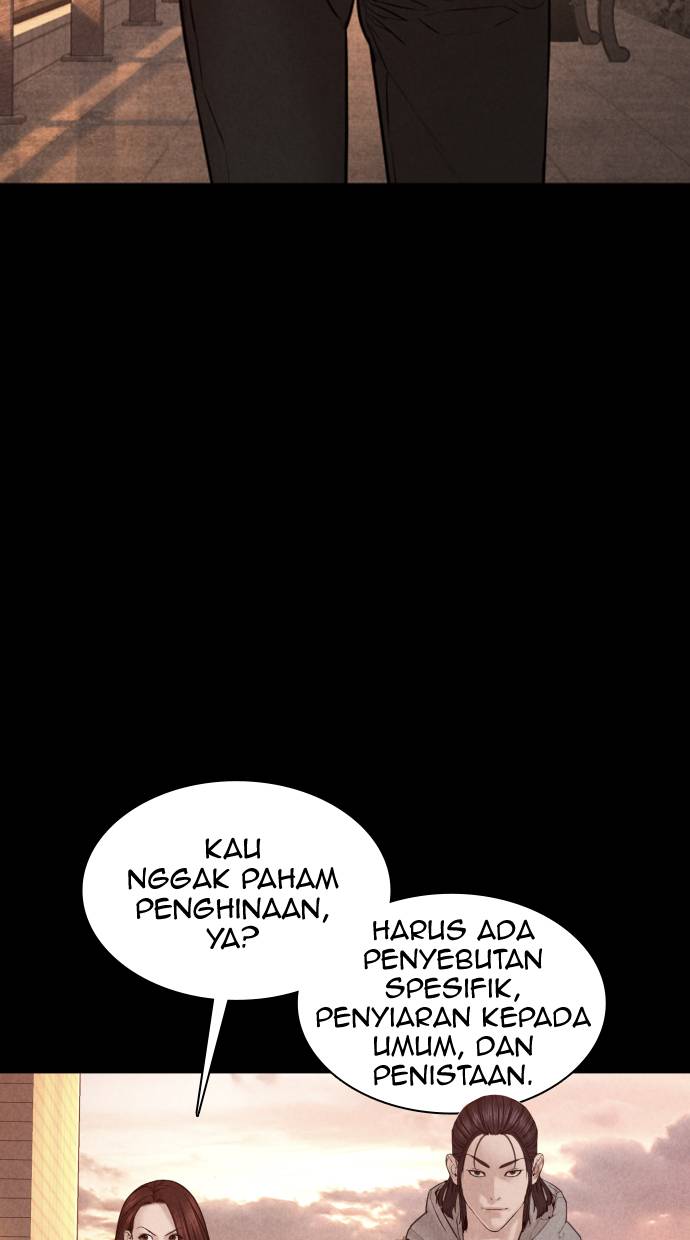 KAU
NGGAK PAHAM
PENGHINAAN,
YA?
HARUS ADA
PENYEBUTAN
SPESIFIK,
PENYIARAN KEPADA
UMUM, DAN
PENISTAAN.